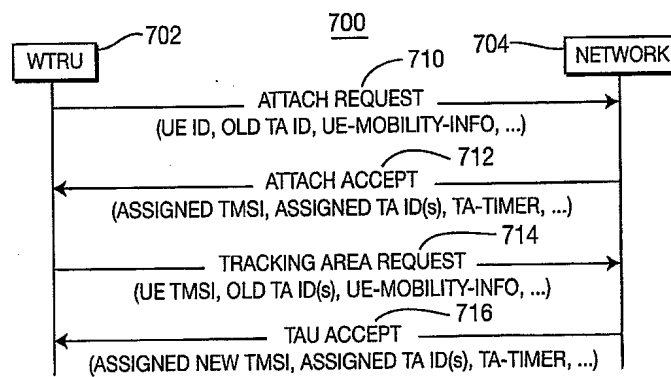 700
702
704
WTRU
NETWORK
710
ATTACH REQUEST
(UE ID, OLD TA ID, UE-MOBILITY-INFO, ...)
712
ATTACH ACCEPT
(ASSIGNED TMSI, ASSIGNED TA ID(s), TA-TIMER, ...)
714
TRACKING AREA REQUEST
(UE TMSI, OLD TA ID(s), UE-MOBILITY-INFO, ...)
716
TAU ACCEPT
(ASSIGNED NEW TMSI, ASSIGNED TA ID(s), TA-TIMER, ...)